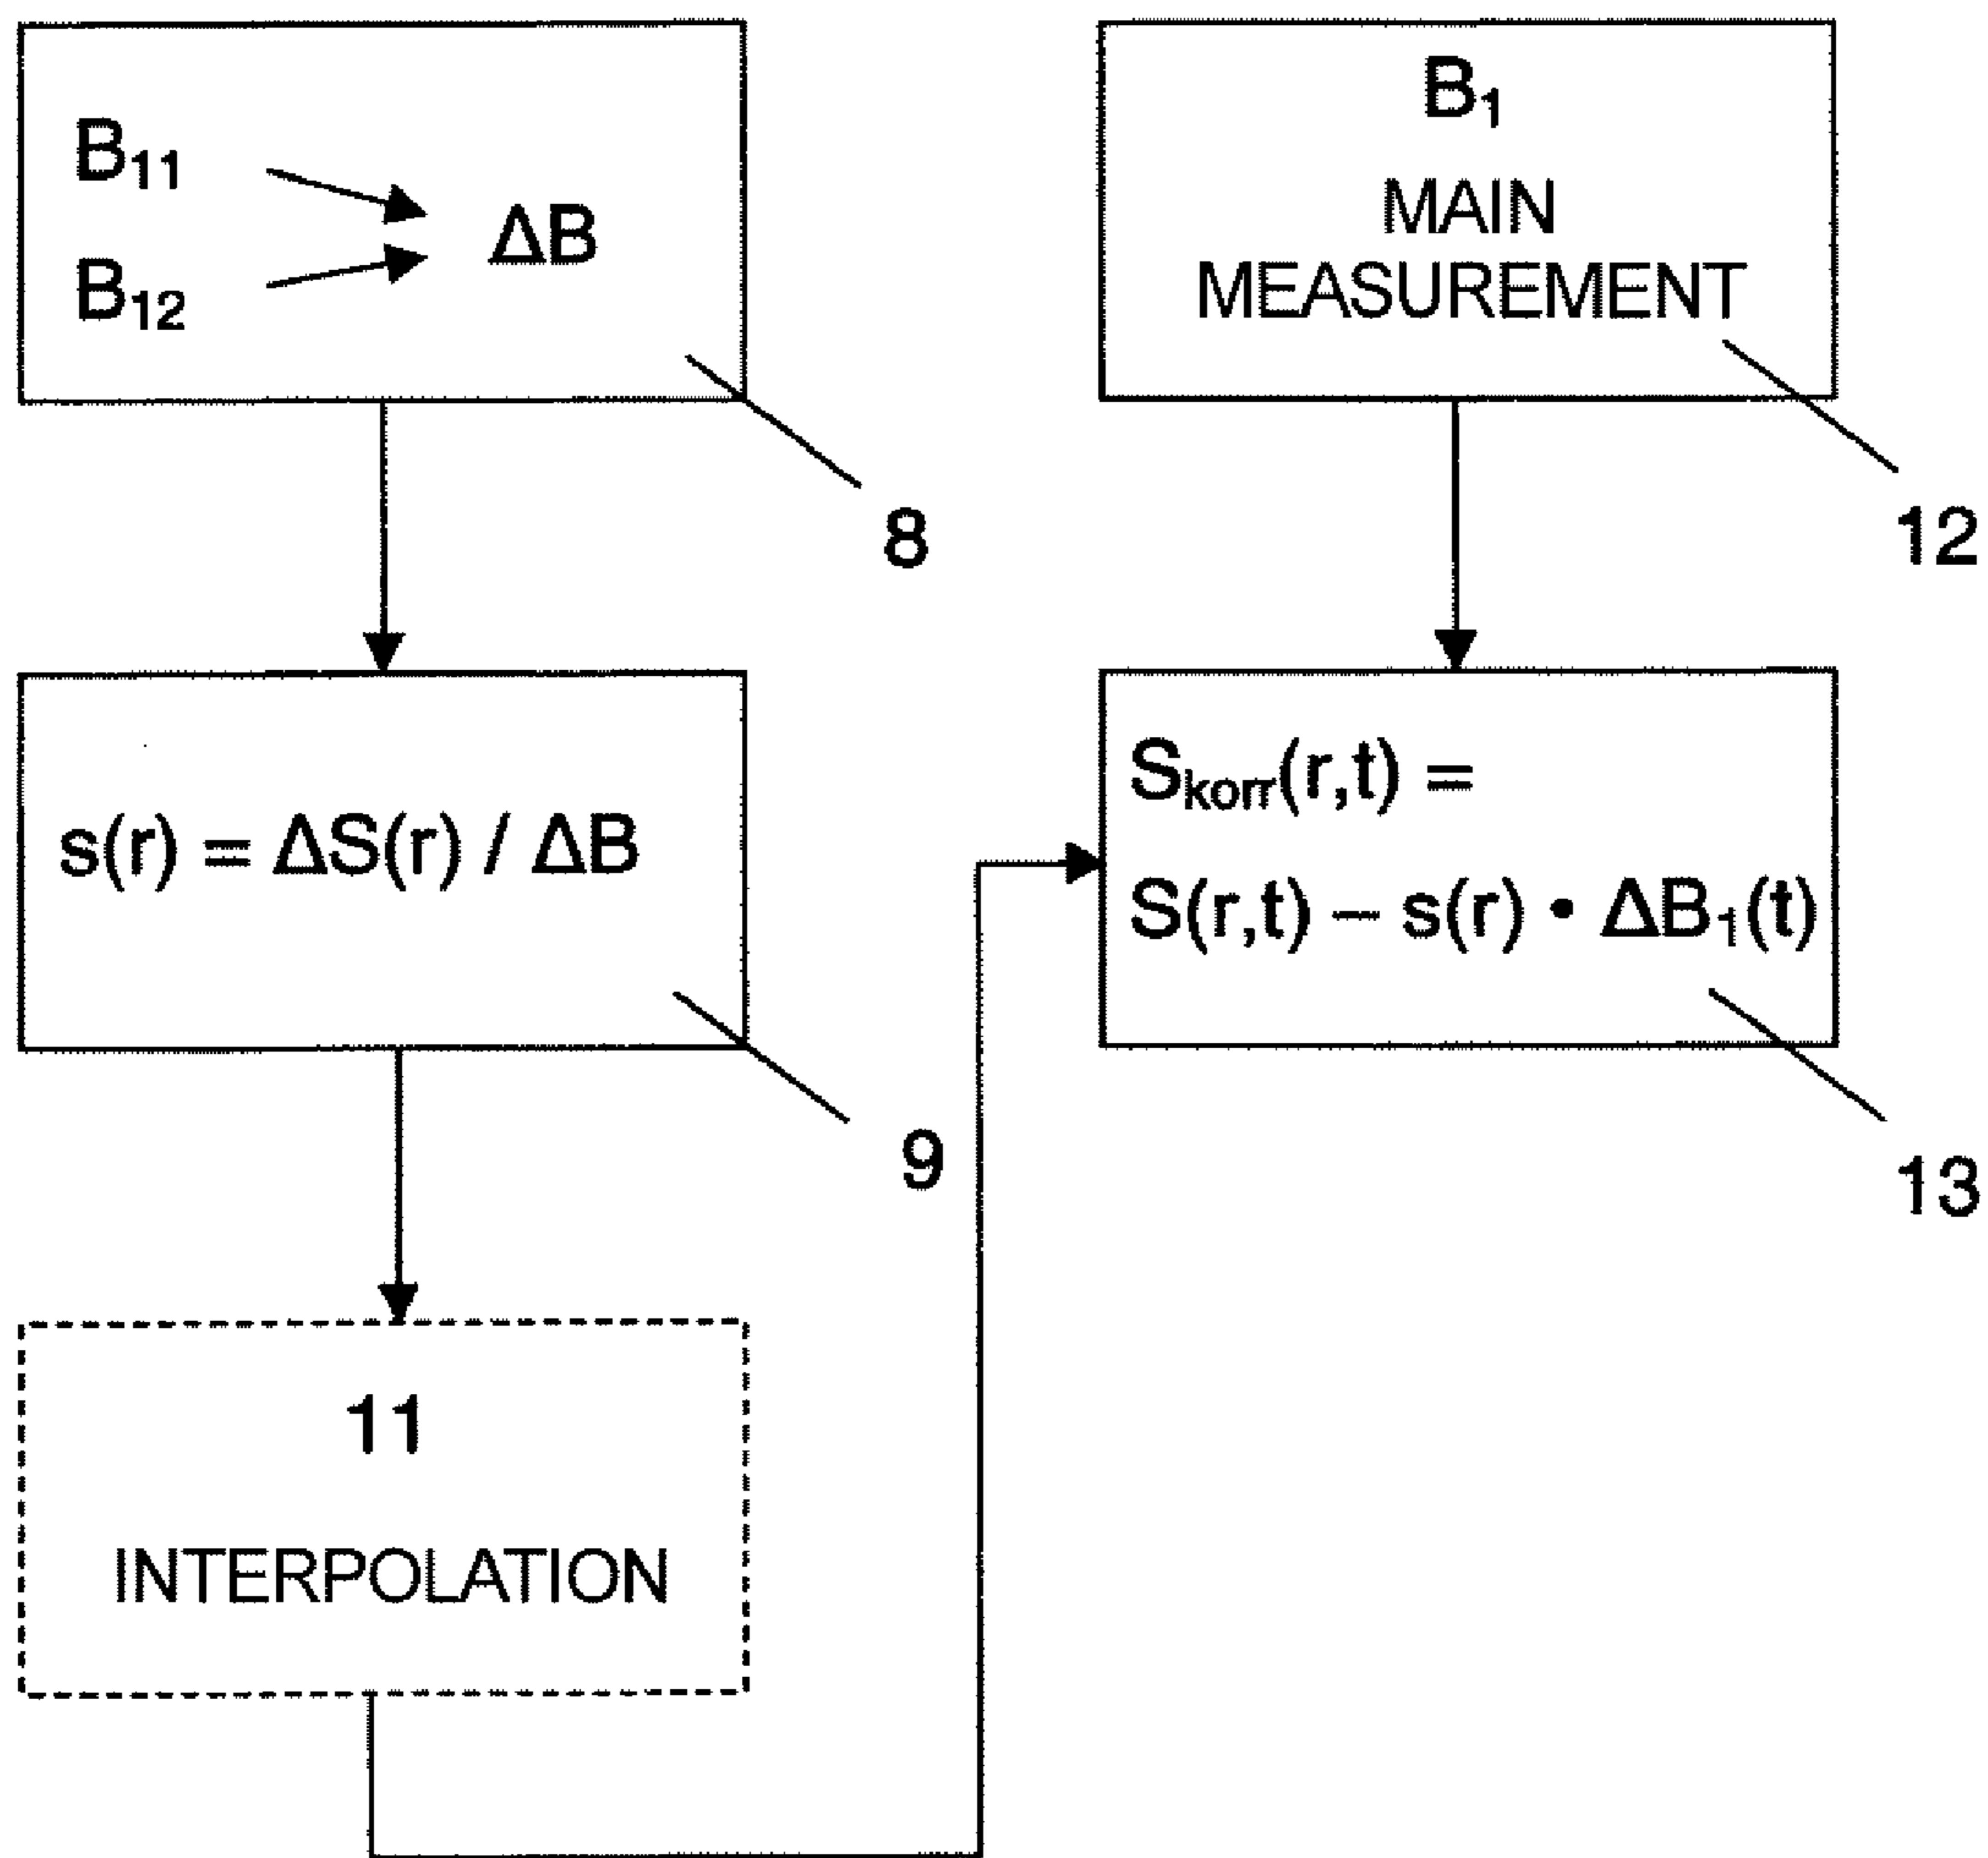 B₁₁
B₁₂
ΔB
8
s(r) = ΔS(r) / ΔB
9
11
INTERPOLATION
B₁
MAIN
MEASUREMENT
12
Sₖₒᵣᵣ(r,t) =
S(r,t) – s(r) • ΔB₁(t)
13